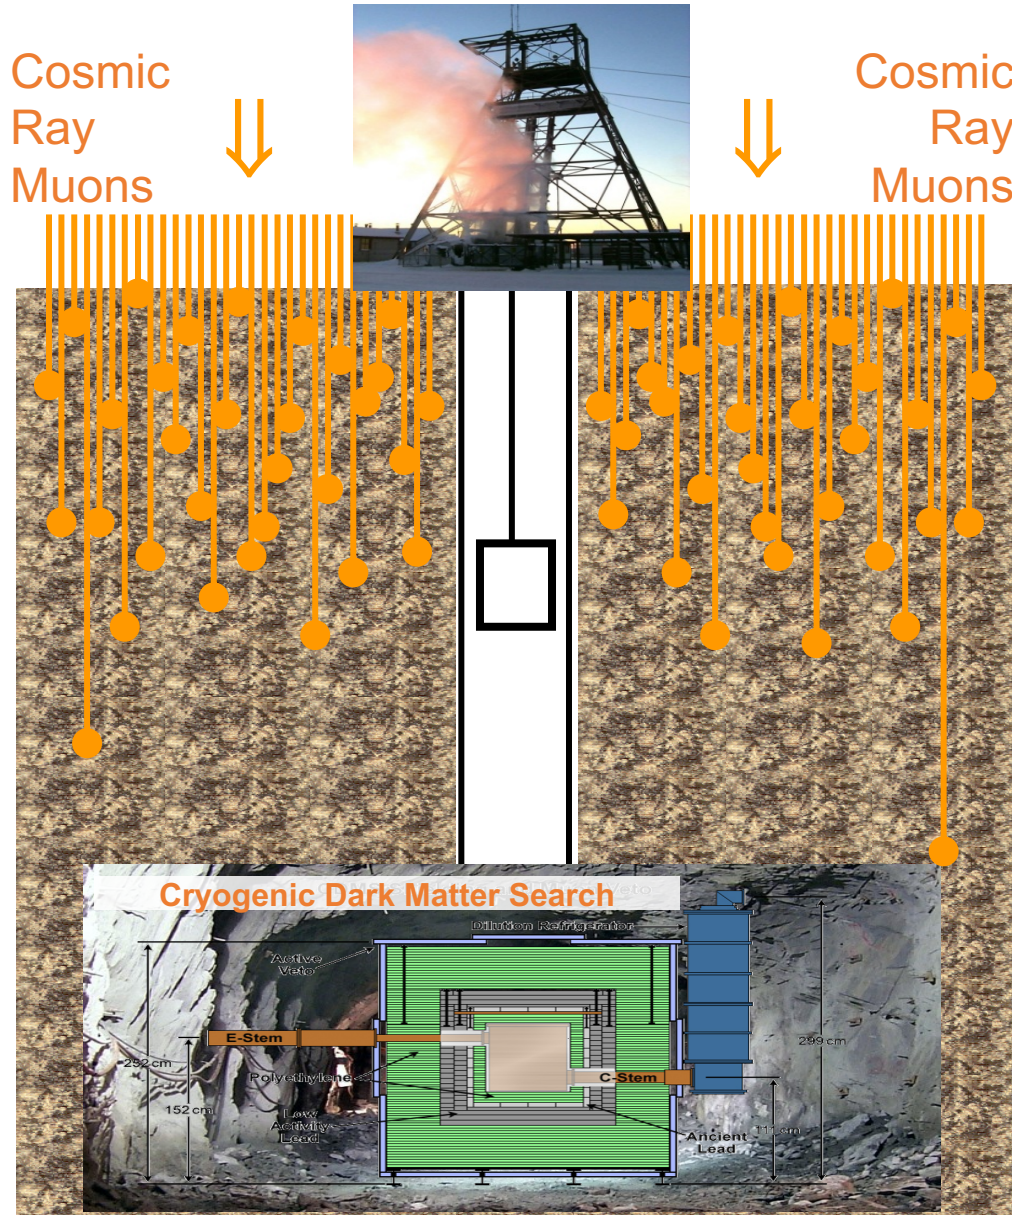 Cosmic
Ray
Muons
Cosmic
Ray
Muons
Cryogenic Dark Matter Search
Veto
Dilution Refrigerator
Active
Veto
E-Stem
292 cm
299 cm
Polyethylene
C-Stem
152 cm
Low
Activity
Lead
Ancient
Lead
cm